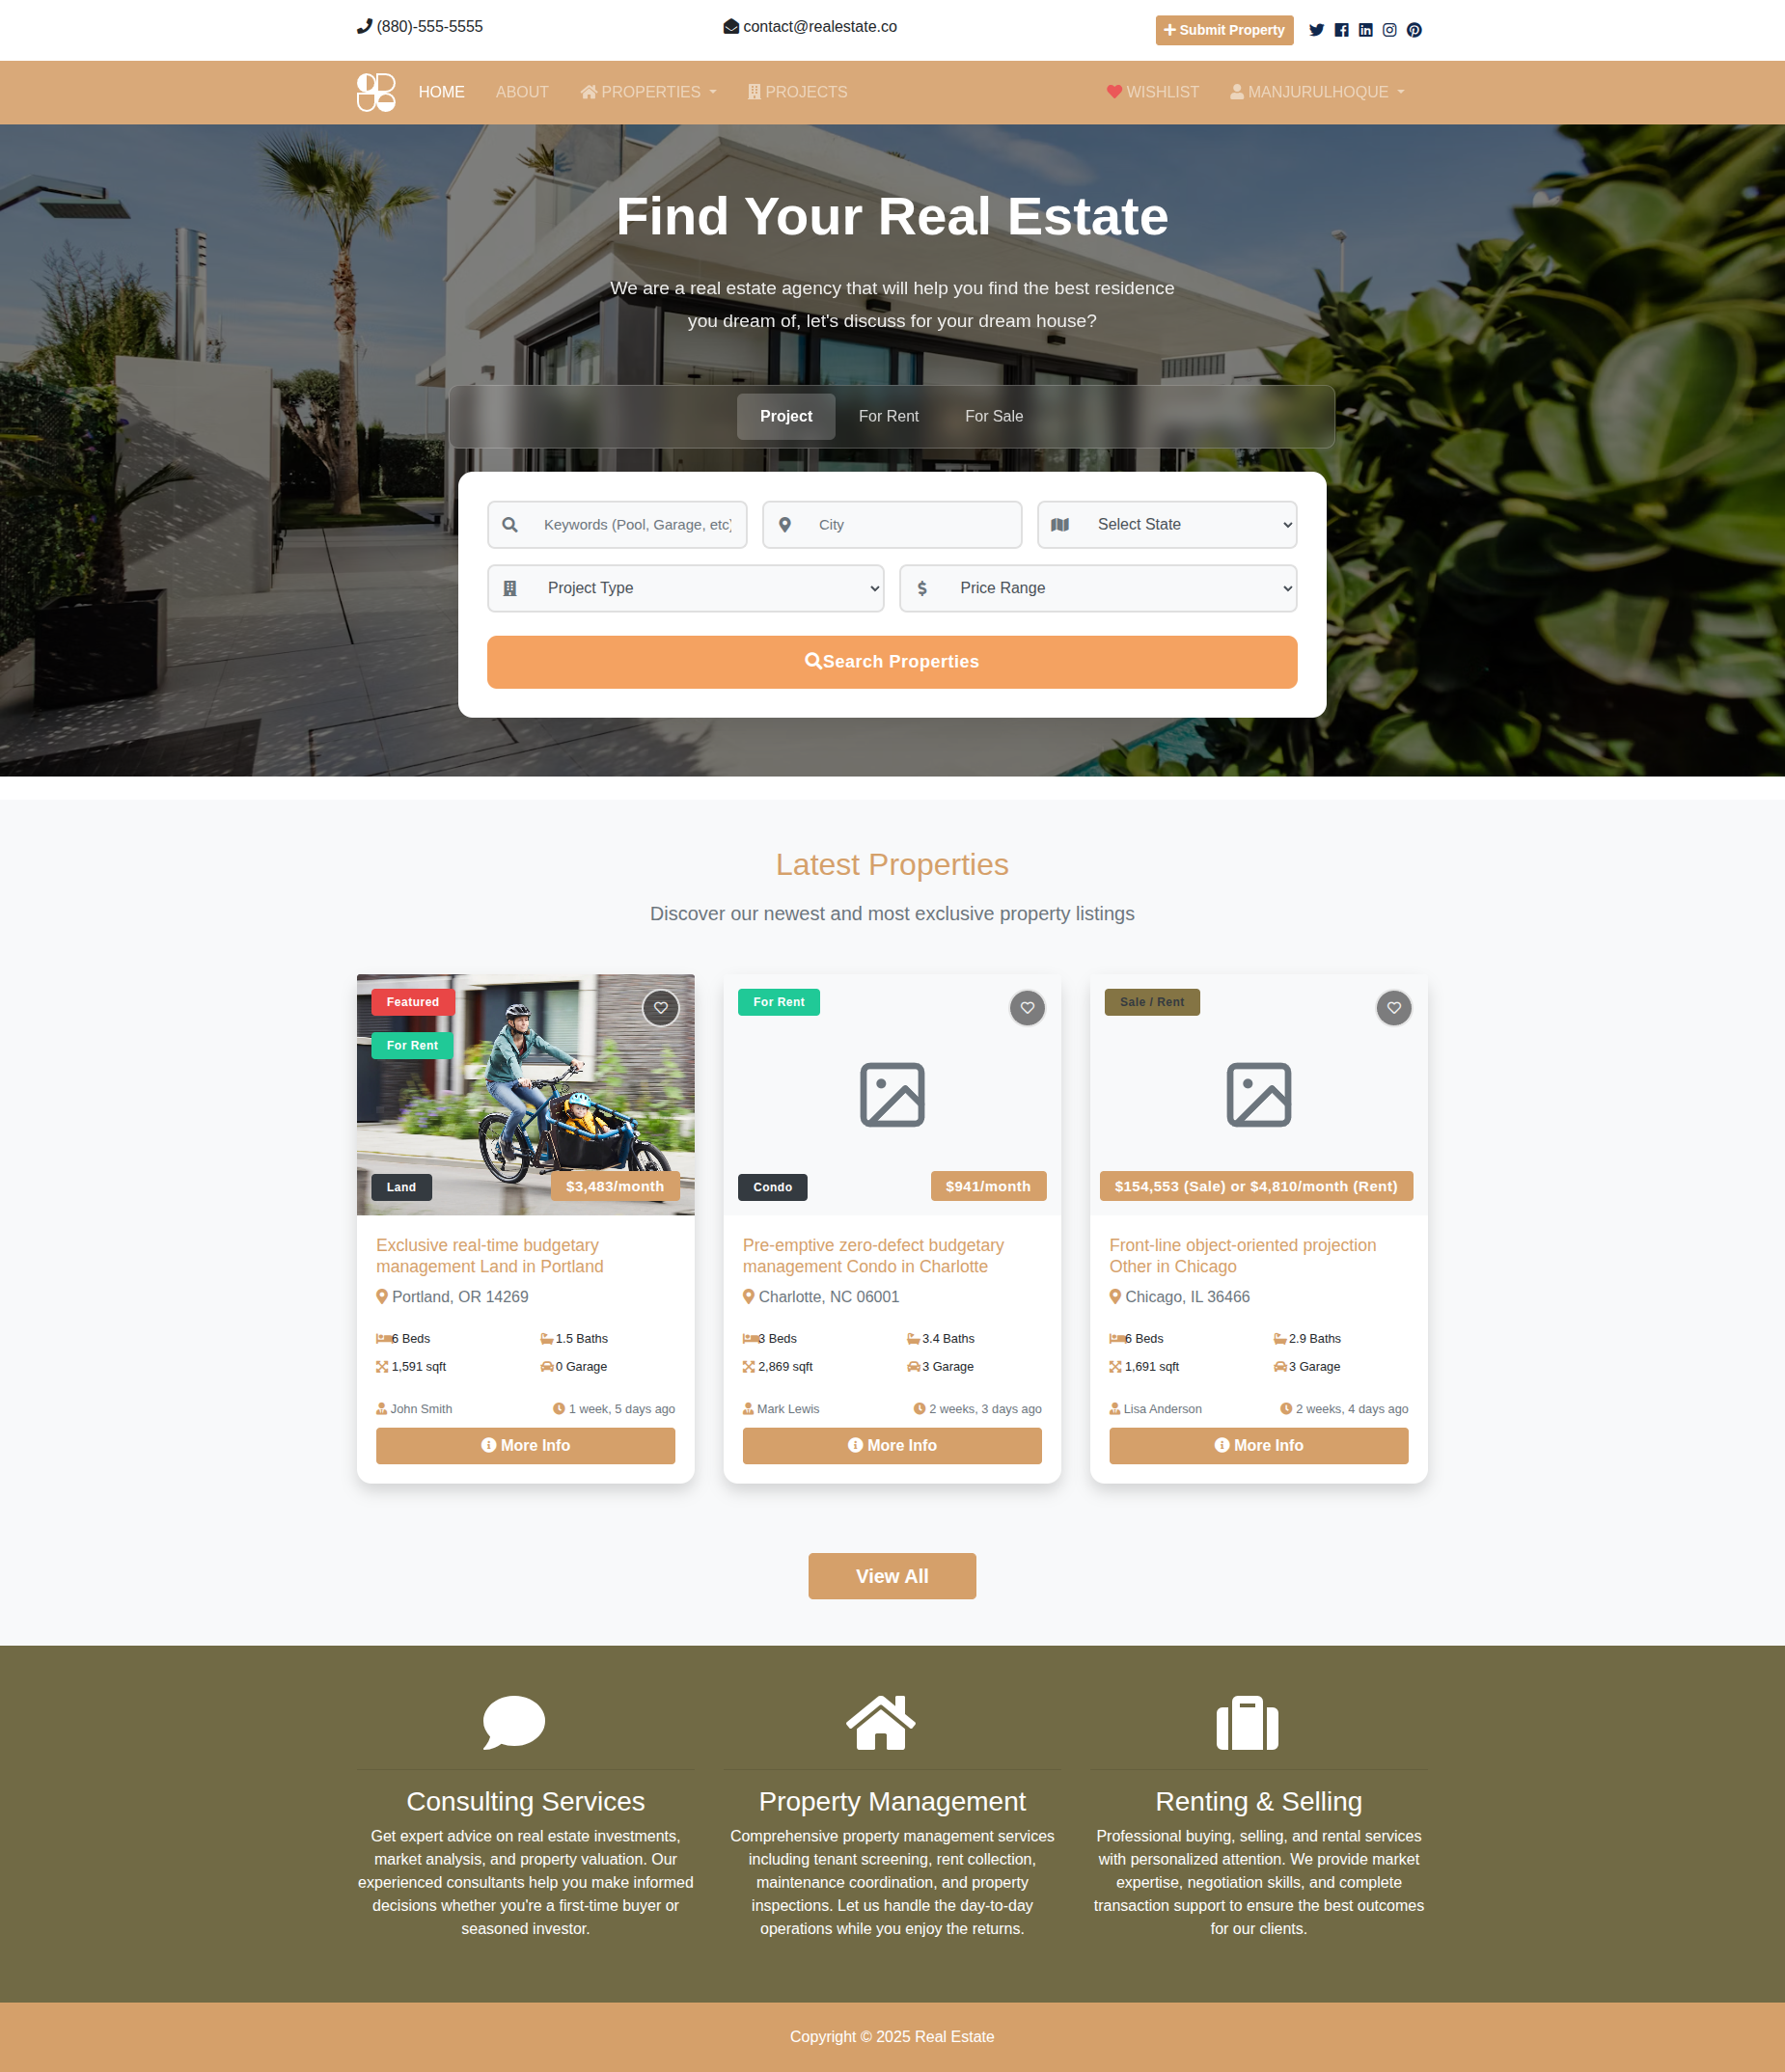 (880)-555-5555
contact@realestate.co
Submit Property
HOME
ABOUT
PROPERTIES
PROJECTS
WISHLIST
MANJURULHOQUE
Find Your Real Estate
We are a real estate agency that will help you find the best residence
you dream of, let's discuss for your dream house?
Project
For Rent
For Sale
Keywords (Pool, Garage, etc)
City
Select State
Project Type
Price Range
Search Properties
Latest Properties
Discover our newest and most exclusive property listings
Featured
For Rent
Land
$3,483/month
Exclusive real-time budgetary
management Land in Portland
Portland, OR 14269
6 Beds
1.5 Baths
1,591 sqft
0 Garage
John Smith
1 week, 5 days ago
More Info
For Rent
Condo
$941/month
Pre-emptive zero-defect budgetary
management Condo in Charlotte
Charlotte, NC 06001
3 Beds
3.4 Baths
2,869 sqft
3 Garage
Mark Lewis
2 weeks, 3 days ago
More Info
Sale / Rent
$154,553 (Sale) or $4,810/month (Rent)
Front-line object-oriented projection
Other in Chicago
Chicago, IL 36466
6 Beds
2.9 Baths
1,691 sqft
3 Garage
Lisa Anderson
2 weeks, 4 days ago
More Info
View All
Consulting Services
Get expert advice on real estate investments,
market analysis, and property valuation. Our
experienced consultants help you make informed
decisions whether you're a first-time buyer or
seasoned investor.
Property Management
Comprehensive property management services
including tenant screening, rent collection,
maintenance coordination, and property
inspections. Let us handle the day-to-day
operations while you enjoy the returns.
Renting & Selling
Professional buying, selling, and rental services
with personalized attention. We provide market
expertise, negotiation skills, and complete
transaction support to ensure the best outcomes
for our clients.
Copyright © 2025 Real Estate